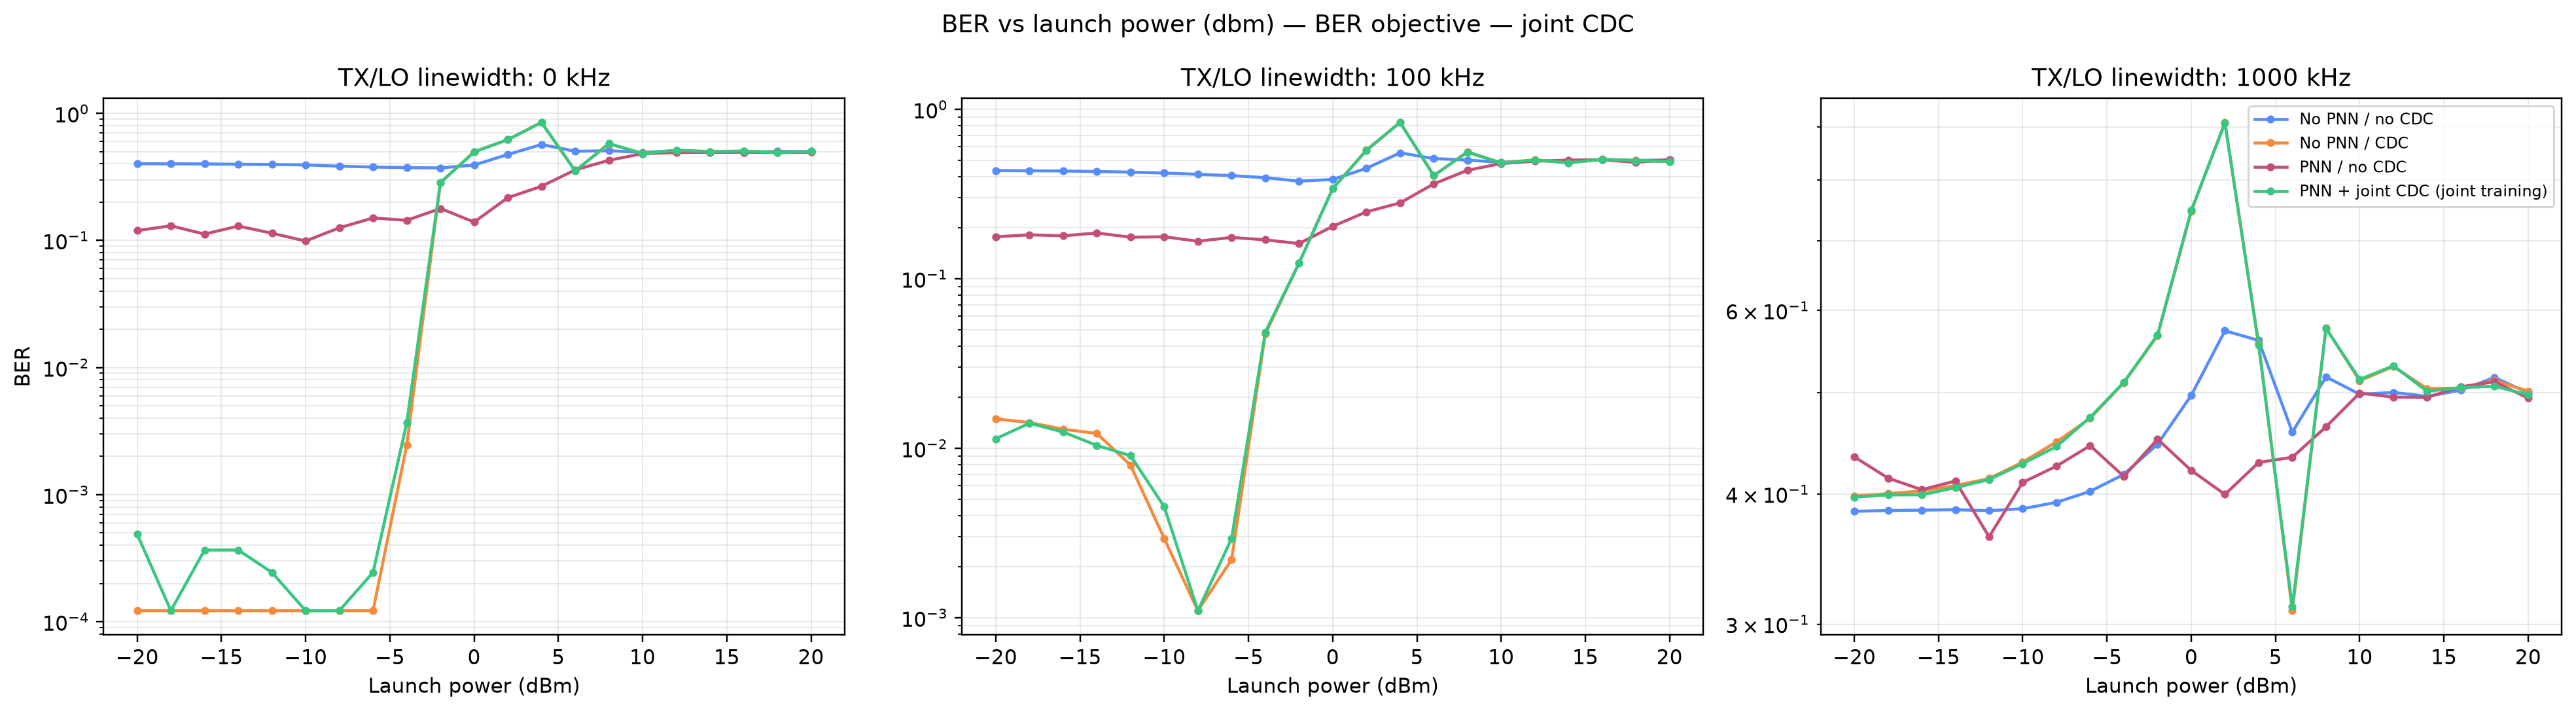 BER vs launch power (dbm) — BER objective — joint CDC
TX/LO linewidth: 0 kHz
BER
10⁰
10⁻¹
10⁻²
10⁻³
10⁻⁴
−20 −15 −10 −5 0 5 10 15 20
Launch power (dBm)
TX/LO linewidth: 100 kHz
10⁰
10⁻¹
10⁻²
10⁻³
−20 −15 −10 −5 0 5 10 15 20
Launch power (dBm)
TX/LO linewidth: 1000 kHz
No PNN / no CDC
No PNN / CDC
PNN / no CDC
PNN + joint CDC (joint training)
6 × 10⁻¹
4 × 10⁻¹
3 × 10⁻¹
−20 −15 −10 −5 0 5 10 15 20
Launch power (dBm)